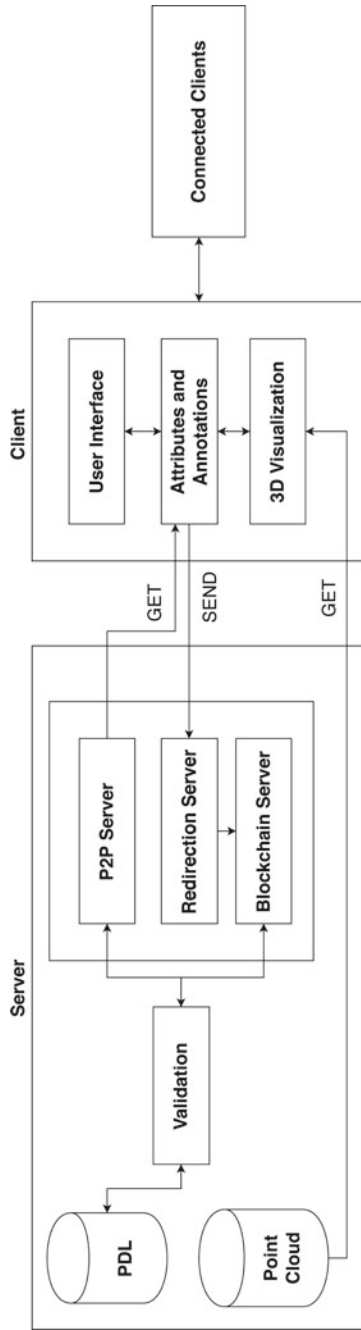 Server
PDL
Point
Cloud
Validation
P2P Server
Redirection Server
Blockchain Server
GET
SEND
GET
Client
User Interface
Attributes and
Annotations
3D Visualization
Connected Clients